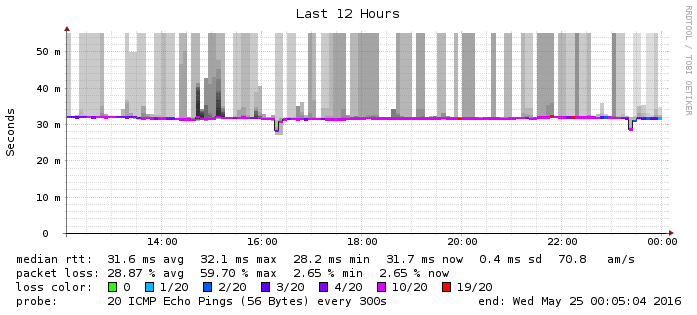 Last 12 Hours
RRDTOOL / TOBI OETIKER
Seconds
50 m
40 m
30 m
20 m
10 m
0
14:00 16:00 18:00 20:00 22:00 00:00
median rtt: 31.6 ms avg 32.1 ms max 28.2 ms min 31.7 ms now 0.4 ms sd 70.8 am/s
packet loss: 28.87 % avg 59.70 % max 2.65 % min 2.65 % now
loss color: 0 1/20 2/20 3/20 4/20 10/20 19/20
probe: 20 ICMP Echo Pings (56 Bytes) every 300s end: Wed May 25 00:05:04 2016